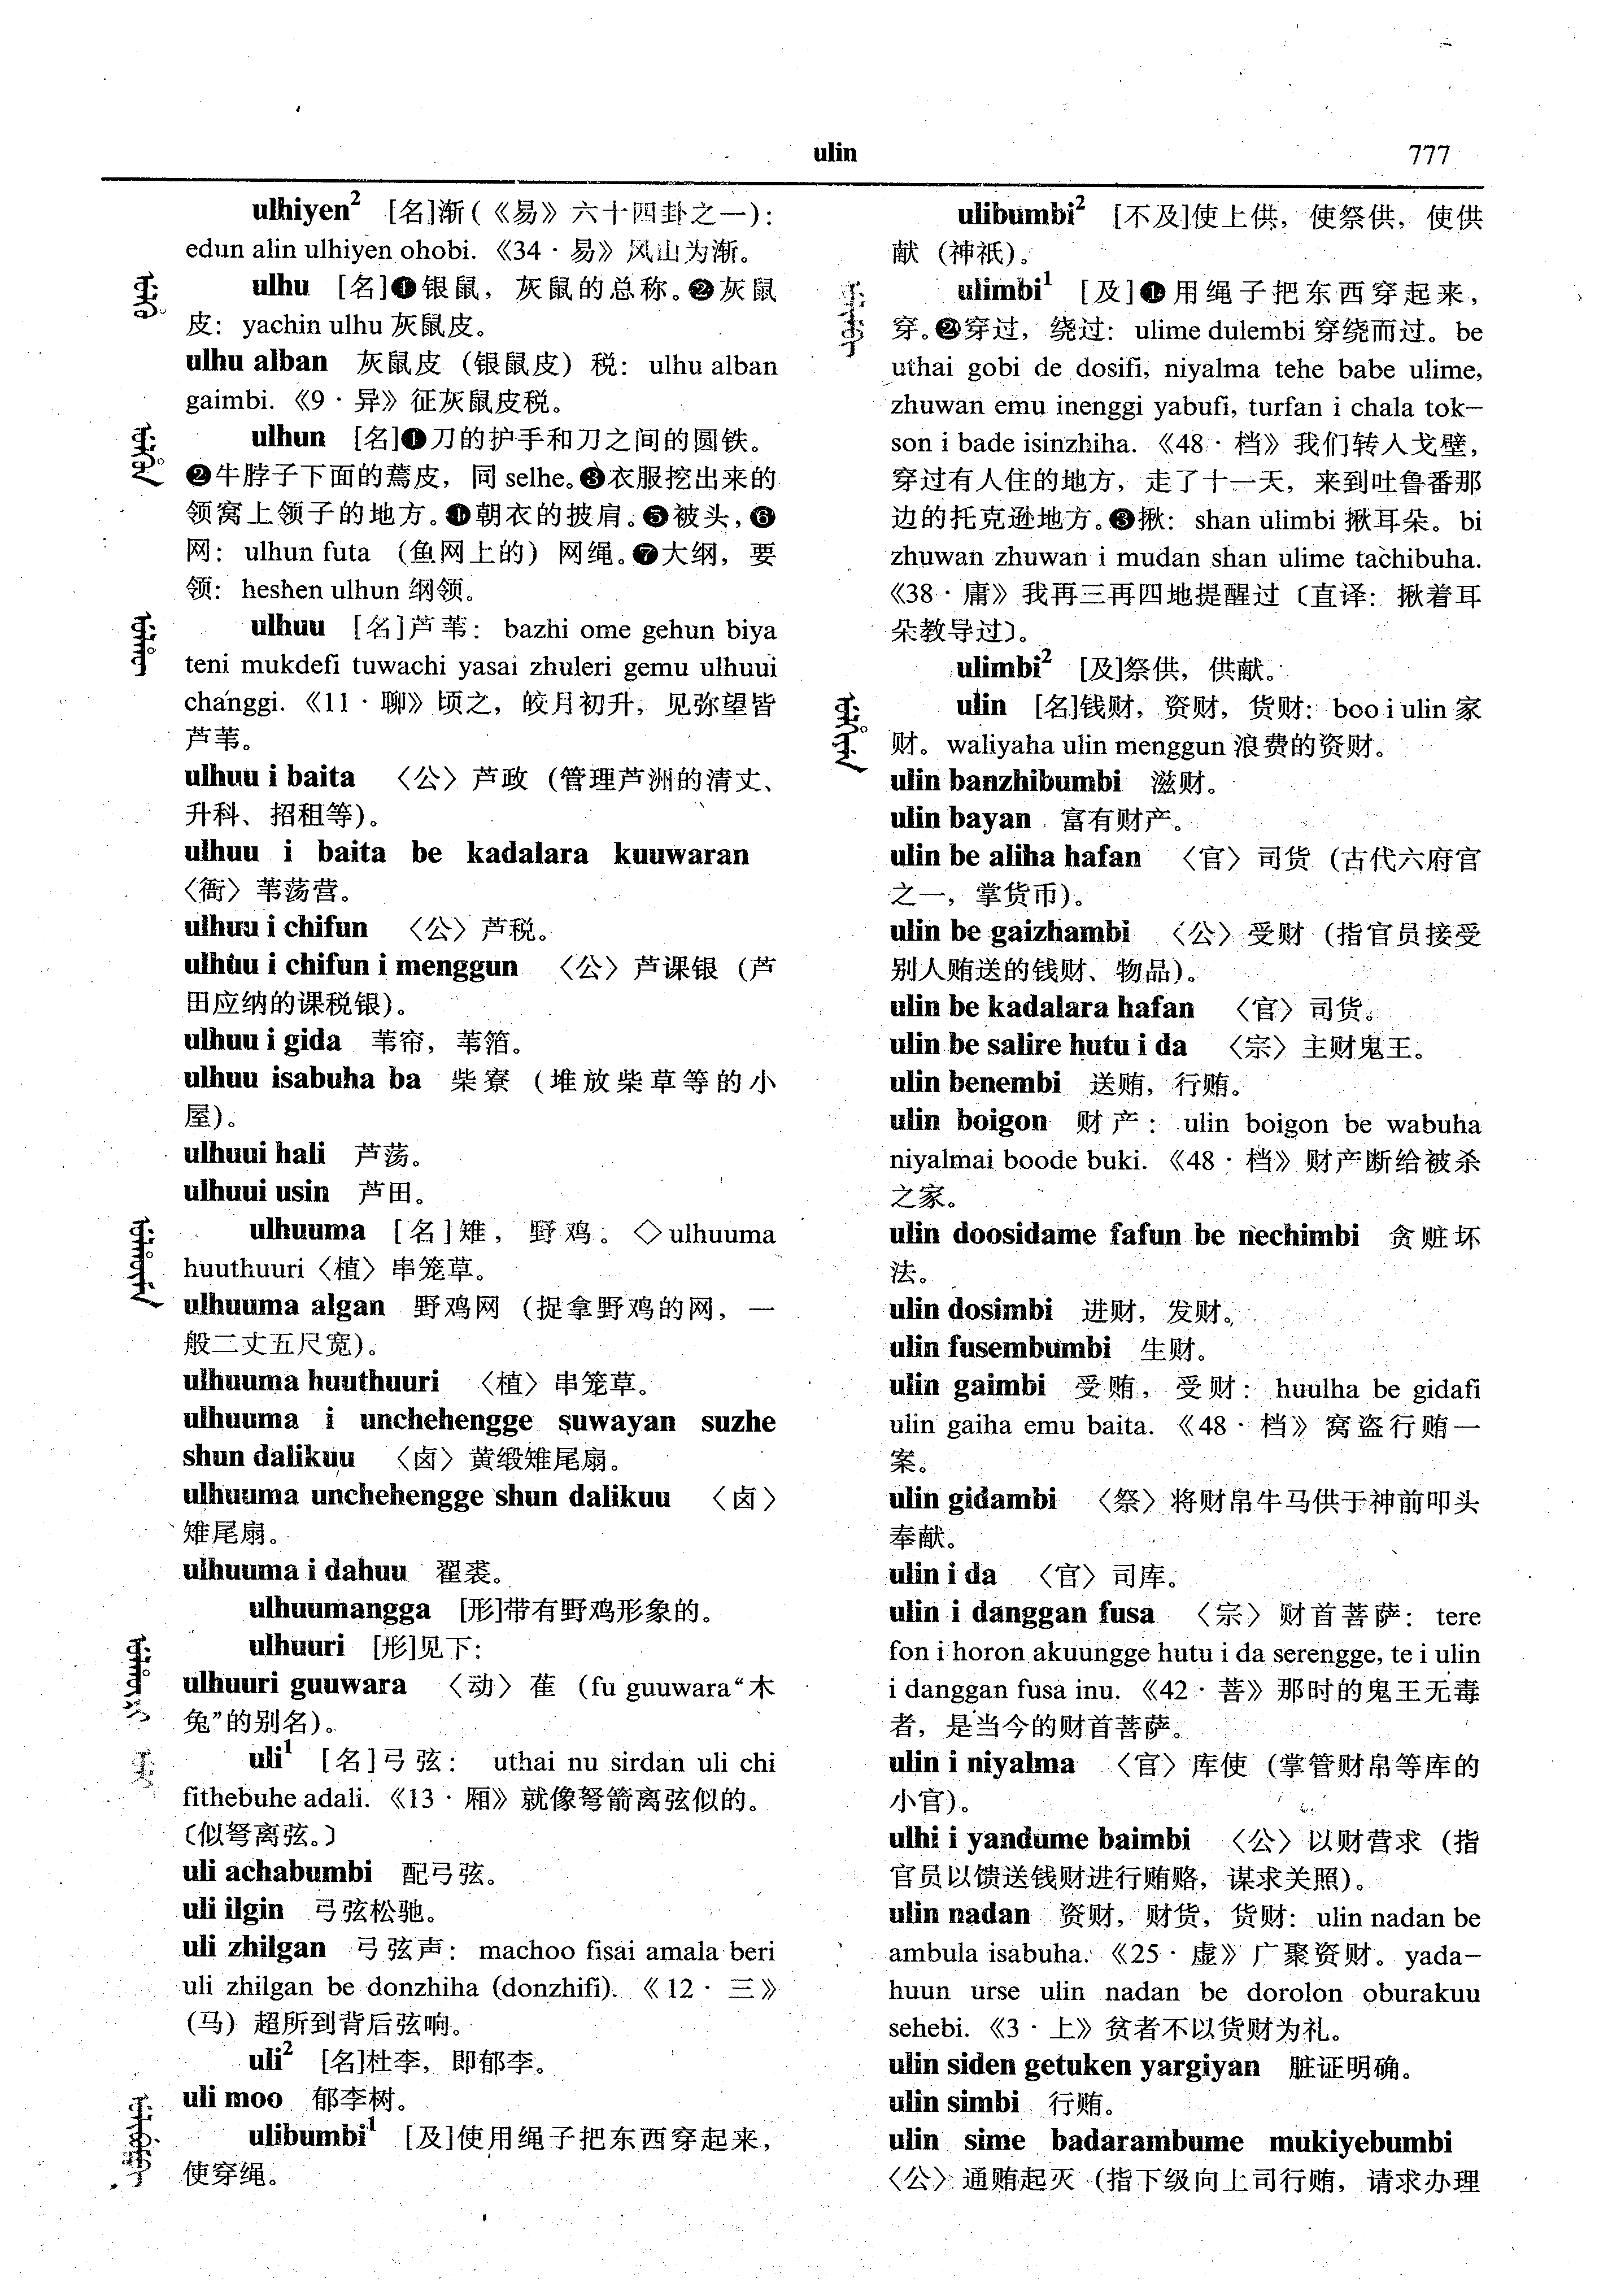 ulin
777
ulhiyen² [名]渐(《易》六十四卦之一):
edun alin ulhiyen ohobi.《34·易》风山为渐。
ulhu [名]❶银鼠，灰鼠的总称。❷灰鼠
皮: yachin ulhu 灰鼠皮。
ulhu alban 灰鼠皮（银鼠皮）税: ulhu alban
gaimbi.《9·异》征灰鼠皮税。
ulhun [名]❶刀的护手和刀之间的圆铁。
❷牛脖子下面的蔫皮，同 selhe。❸衣服挖出来的
领窝上领子的地方。❹朝衣的披肩。❺被头，❻
网: ulhun futa （鱼网上的）网绳。❼大纲，要
领: heshen ulhun 纲领。
ulhuu [名]芦苇: bazhi ome gehun biya
teni mukdefi tuwachi yasai zhuleri gemu ulhuui
changgi.《11·聊》顷之，皎月初升，见弥望皆
芦苇。
ulhuu i baita 〈公〉芦政（管理芦洲的清丈、
升科、招租等）。
ulhuu i baita be kadalara kuuwaran
〈衙〉苇荡营。
ulhuu i chifun 〈公〉芦税。
ulhuu i chifun i menggun 〈公〉芦课银（芦
田应纳的课税银）。
ulhuu i gida 苇帘，苇箔。
ulhuu isabuha ba 柴寮（堆放柴草等的小
屋）。
ulhuui hali 芦荡。
ulhuui usin 芦田。
ulhuuma [名]雉，野鸡。◇ulhuuma
huuthuuri〈植〉串笼草。
ulhuuma algan 野鸡网（捉拿野鸡的网，一
般二丈五尺宽）。
ulhuuma huuthuuri 〈植〉串笼草。
ulhuuma i unchehengge suwayan suzhe
shun dalikuu 〈卤〉黄缎雉尾扇。
ulhuuma unchehengge shun dalikuu 〈卤〉
雉尾扇。
ulhuuma i dahuu 翟裘。
ulhuumangga [形]带有野鸡形象的。
ulhuuri [形]见下:
ulhuuri guuwara 〈动〉萑（fu guuwara“木
兔”的别名）。
uli¹ [名]弓弦: uthai nu sirdan uli chi
fithebuhe adali.《13·厢》就像弩箭离弦似的。
〔似弩离弦。〕
uli achabumbi 配弓弦。
uli ilgin 弓弦松驰。
uli zhilgan 弓弦声: machoo fisai amala beri
uli zhilgan be donzhiha (donzhifi).《12·三》
(马）超所到背后弦响。
uli² [名]杜李，即郁李。
uli moo 郁李树。
ulibumbi¹ [及]使用绳子把东西穿起来，
使穿绳。
ulibumbi² [不及]使上供，使祭供，使供
献（神祇）。
ulimbi¹ [及]❶用绳子把东西穿起来，
穿。❷穿过，绕过: ulime dulembi 穿绕而过。be
uthai gobi de dosifi, niyalma tehe babe ulime,
zhuwan emu inenggi yabufi, turfan i chala tok-
son i bade isinzhiha.《48·档》我们转入戈壁，
穿过有人住的地方，走了十一天，来到吐鲁番那
边的托克逊地方。❸揪: shan ulimbi 揪耳朵。bi
zhuwan zhuwan i mudan shan ulime tachibuha.
《38·庸》我再三再四地提醒过〔直译: 揪着耳
朵教导过〕。
ulimbi² [及]祭供，供献。
ulin [名]钱财，资财，货财: boo i ulin 家
财。waliyaha ulin menggun 浪费的资财。
ulin banzhibumbi 滋财。
ulin bayan 富有财产。
ulin be aliha hafan 〈官〉司货（古代六府官
之一，掌货币）。
ulin be gaizhambi 〈公〉受财（指官员接受
别人贿送的钱财、物品）。
ulin be kadalara hafan 〈官〉司货。
ulin be salire hutu i da 〈宗〉主财鬼王。
ulin benembi 送贿，行贿。
ulin boigon 财产: ulin boigon be wabuha
niyalmai boode buki.《48·档》财产断给被杀
之家。
ulin doosidame fafun be nechimbi 贪赃坏
法。
ulin dosimbi 进财，发财。
ulin fusembumbi 生财。
ulin gaimbi 受贿，受财: huulha be gidafi
ulin gaiha emu baita.《48·档》窝盗行贿一
案。
ulin gidambi 〈祭〉将财帛牛马供于神前叩头
奉献。
ulin i da 〈官〉司库。
ulin i danggan fusa 〈宗〉财首菩萨: tere
fon i horon akuungge hutu i da serengge, te i ulin
i danggan fusa inu.《42·菩》那时的鬼王无毒
者，是当今的财首菩萨。
ulin i niyalma 〈官〉库使（掌管财帛等库的
小官）。
ulhi i yandume baimbi 〈公〉以财营求（指
官员以馈送钱财进行贿赂，谋求关照）。
ulin nadan 资财，财货，货财: ulin nadan be
ambula isabuha.《25·虚》广聚资财。yada-
huun urse ulin nadan be dorolon oburakuu
sehebi.《3·上》贫者不以货财为礼。
ulin siden getuken yargiyan 脏证明确。
ulin simbi 行贿。
ulin sime badarambume mukiyebumbi
〈公〉通贿起灭（指下级向上司行贿，请求办理